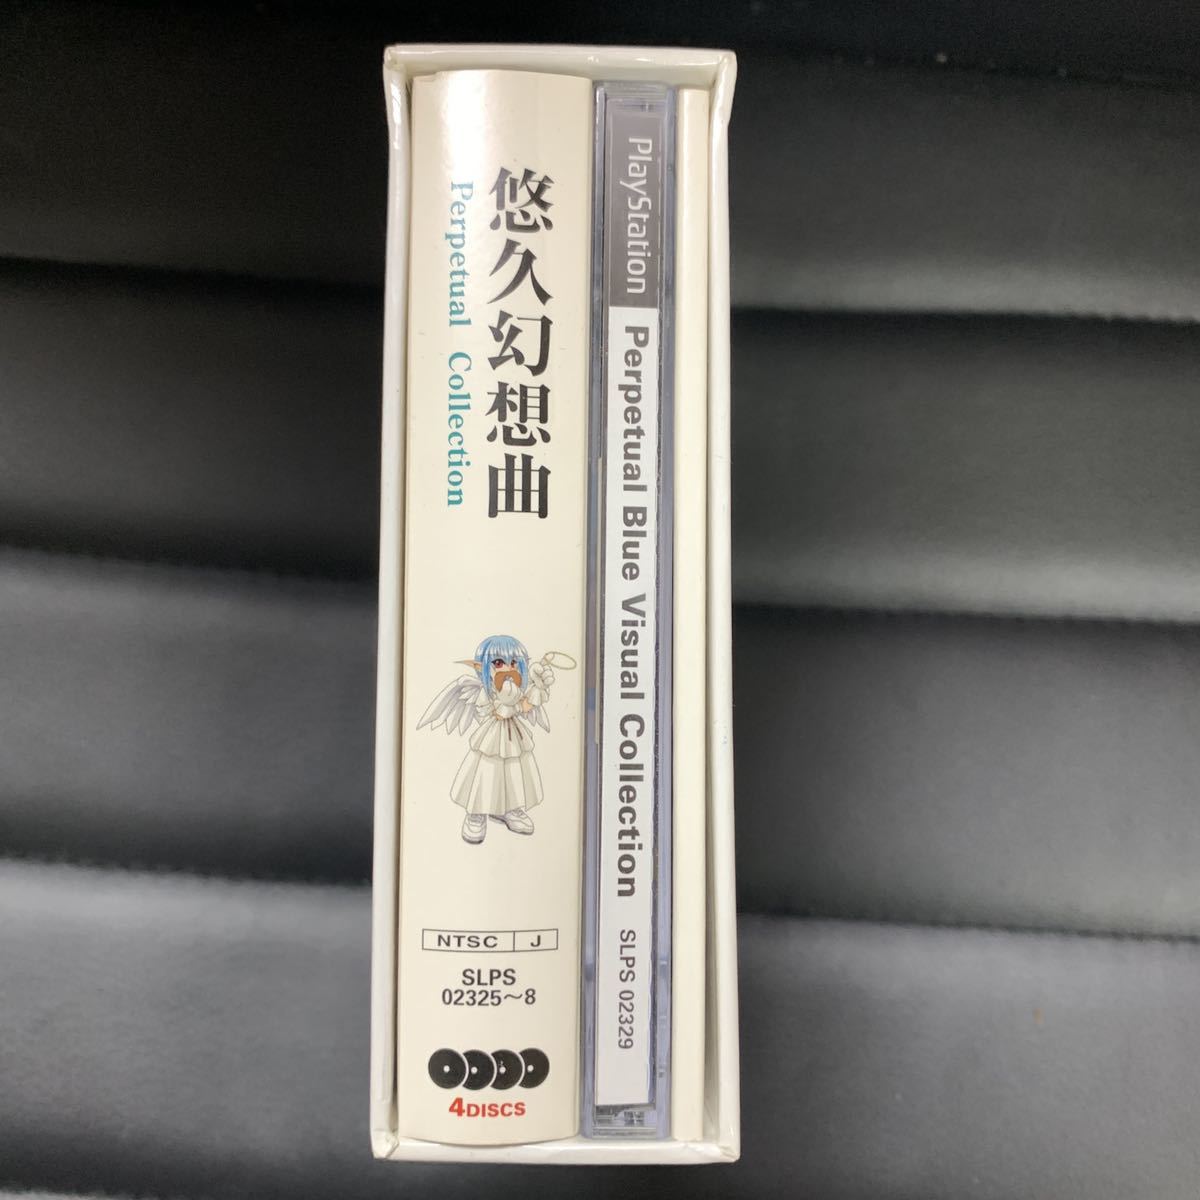 悠久幻想曲
Perpetual Collection
NTSC J
SLPS
02325～8
4DISCS
PlayStation
Perpetual Blue Visual Collection SLPS 02329